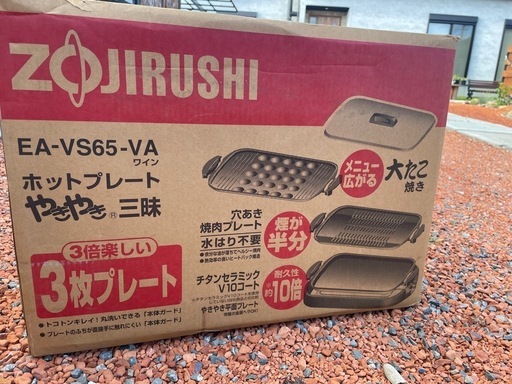 ZOJIRUSHI
EA-VS65-VA
ワイン
ホットプレート
やきやき®三昧
3倍楽しい
3枚プレート
・トコトンキレイ！丸洗いできる「本体ガード」
・プレートのふちが直接手に触れにくい「本体ガード」
メニュー
広がる
大たこ
焼き
穴あき
焼肉プレート
水はり不要
煙が
半分
チタンセラミック
V10コート
やきやき平面プレート
耐久性
約10倍